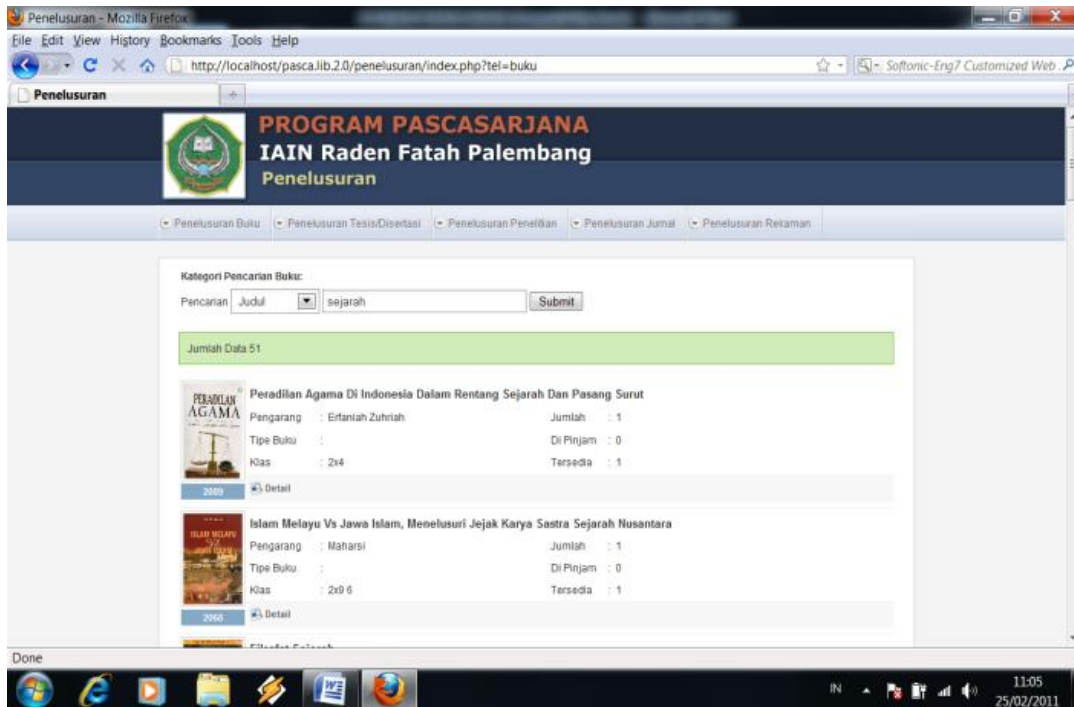 Penelusuran - Mozilla Firefox
File Edit View History Bookmarks Tools Help
http://localhost/pasca.lib.2.0/penelusuran/index.php?tel=buku
Softonic-Eng7 Customized Web
Penelusuran
PROGRAM PASCASARJANA
IAIN Raden Fatah Palembang
Penelusuran
Penelusuran Buku Penelusuran Tesis/Disertasi Penelusuran Penelitian Penelusuran Jurnal Penelusuran Rekaman
Kategori Pencarian Buku:
Pencarian Judul sejarah Submit
Jumlah Data 51
PERADILAN
AGAMA
Peradilan Agama Di Indonesia Dalam Rentang Sejarah Dan Pasang Surut
Pengarang : Erfaniah Zuhriah Jumlah : 1
Tipe Buku : Di Pinjam : 0
Klas : 2x4 Tersedia : 1
2009 Detail
ISLAM MELAYU
Islam Melayu Vs Jawa Islam, Menelusuri Jejak Karya Sastra Sejarah Nusantara
Pengarang : Maharsi Jumlah : 1
Tipe Buku : Di Pinjam : 0
Klas : 2x9 6 Tersedia : 1
Detail
Filsafat Sejarah
Done
IN 11:05
25/02/2011